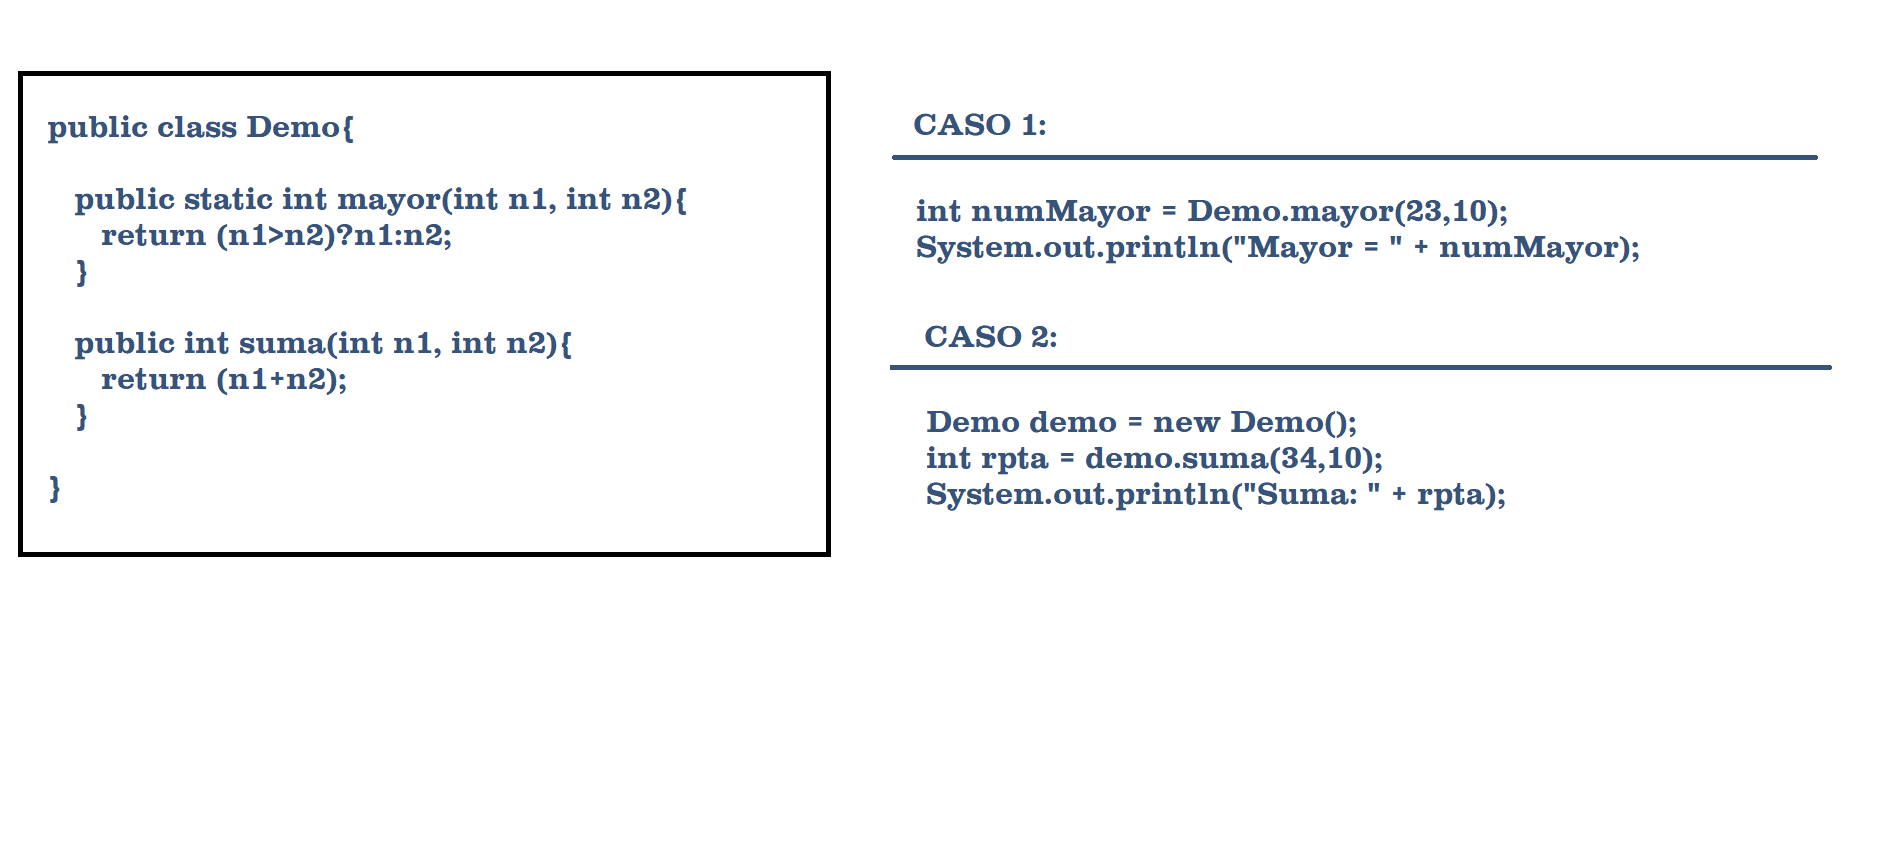 public class Demo{
public static int mayor(int n1, int n2){
return (n1>n2)?n1:n2;
}
public int suma(int n1, int n2){
return (n1+n2);
}
}
CASO 1:
int numMayor = Demo.mayor(23,10);
System.out.println("Mayor = " + numMayor);
CASO 2:
Demo demo = new Demo();
int rpta = demo.suma(34,10);
System.out.println("Suma: " + rpta);